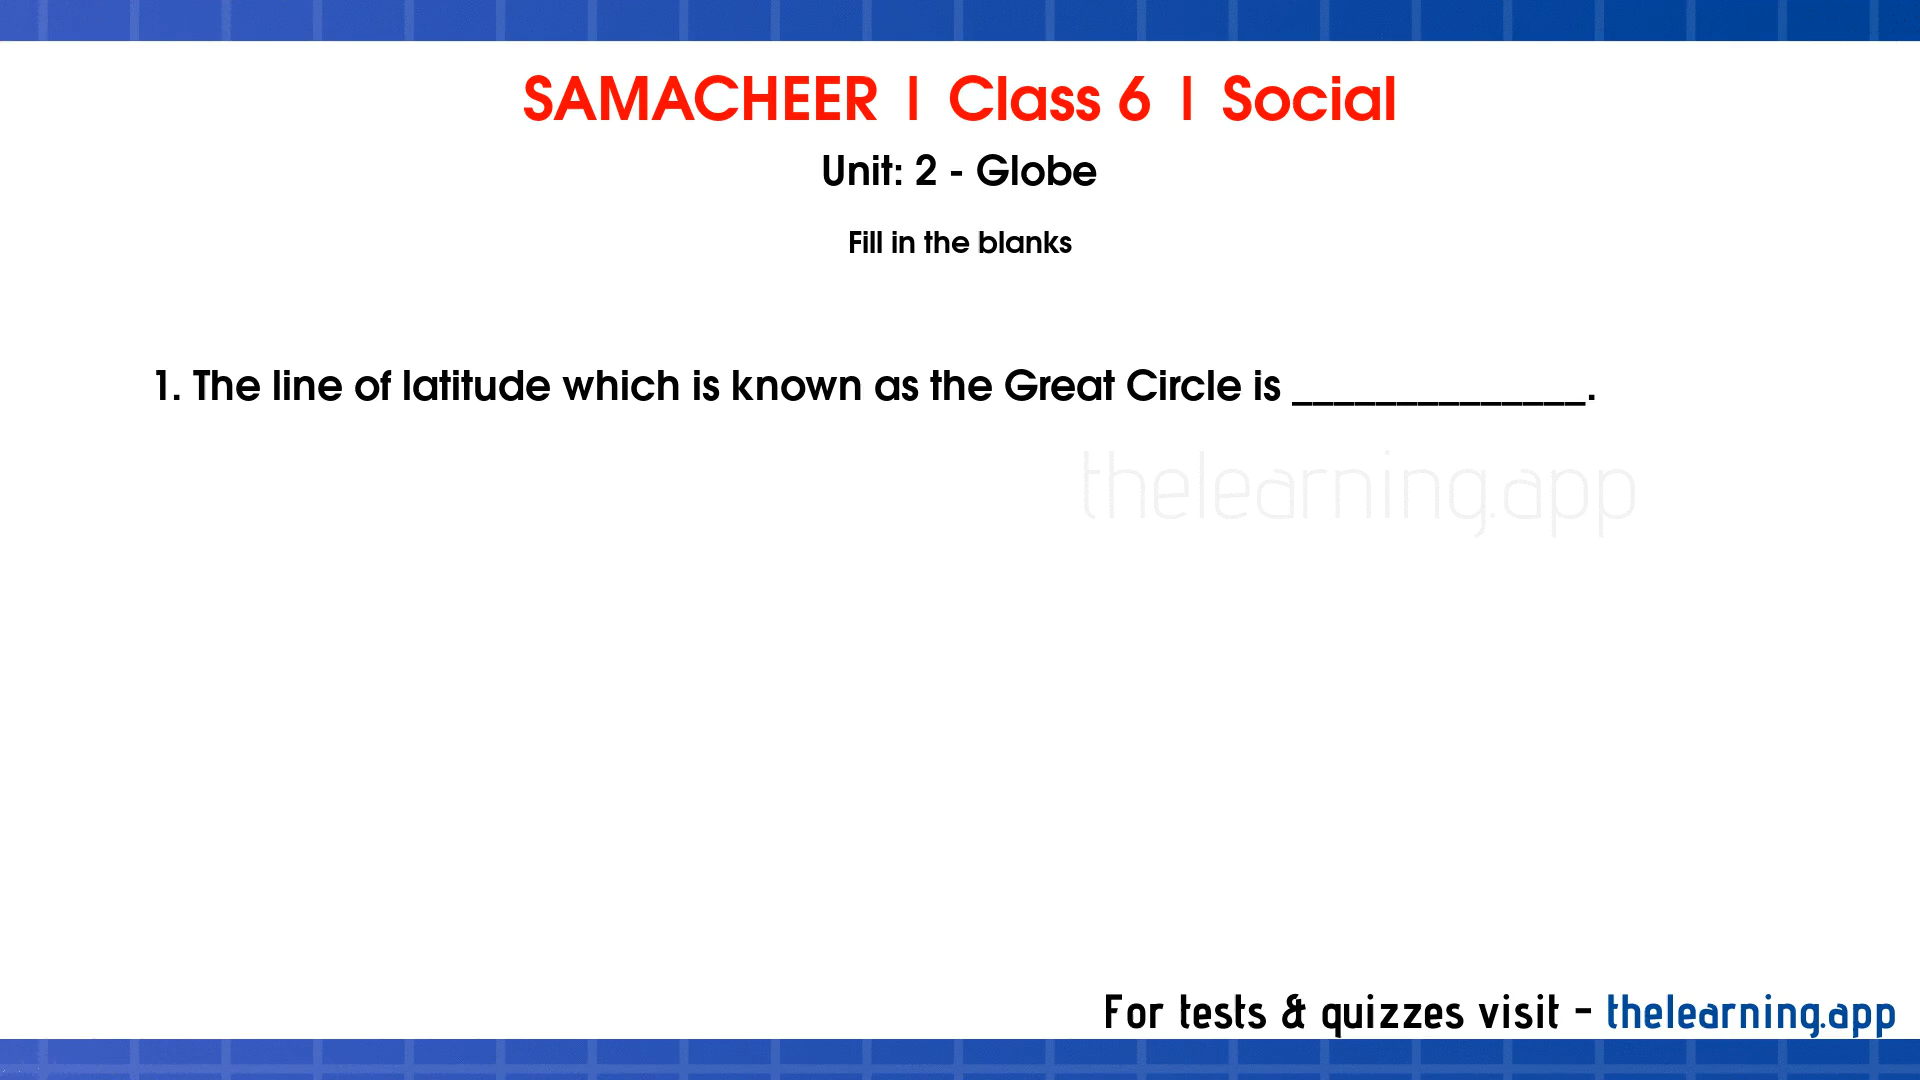 SAMACHEER | Class 6 | Social
Unit: 2 - Globe
Fill in the blanks
1. The line of latitude which is known as the Great Circle is ______________.
thelearning.app
For tests & quizzes visit - thelearning.app